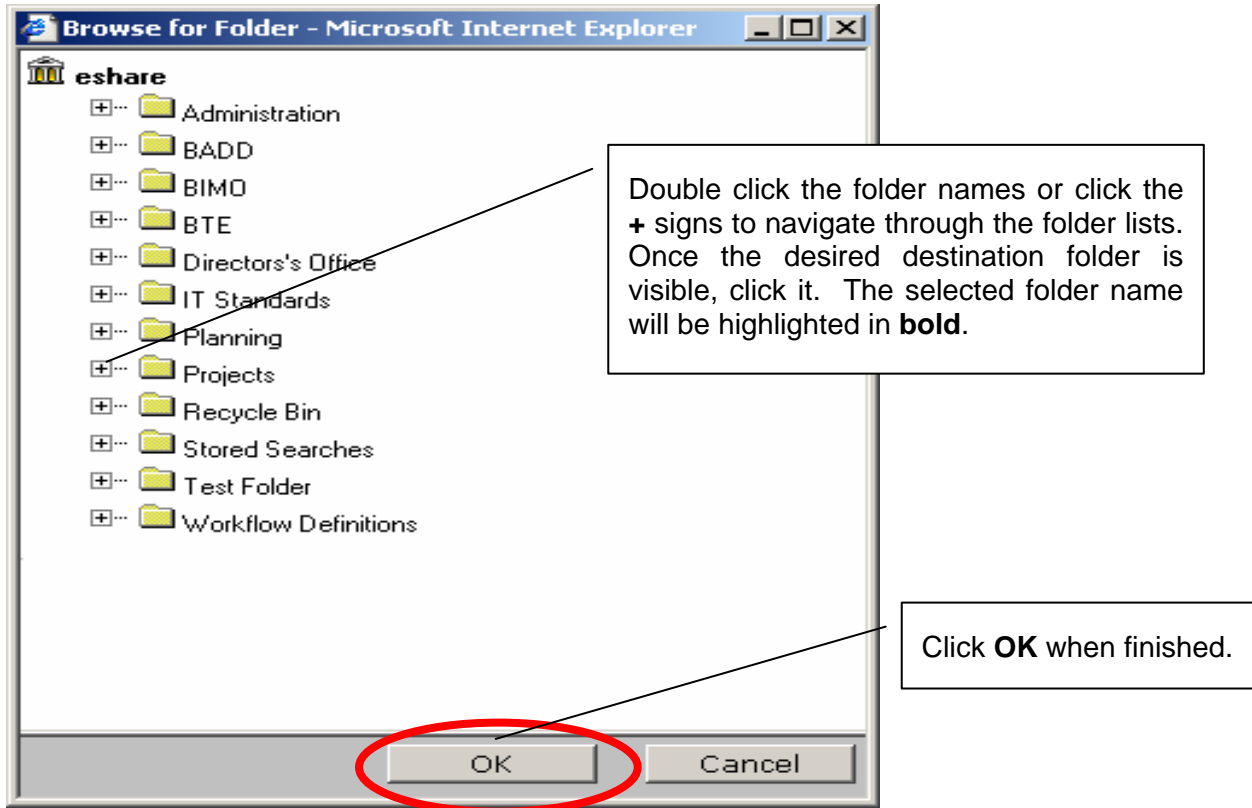 Browse for Folder - Microsoft Internet Explorer
eshare
Administration
BADD
BIMO
BTE
Directors's Office
IT Standards
Planning
Projects
Recycle Bin
Stored Searches
Test Folder
Workflow Definitions
Double click the folder names or click the
+ signs to navigate through the folder lists.
Once the desired destination folder is
visible, click it. The selected folder name
will be highlighted in bold.
Click OK when finished.
OK
Cancel